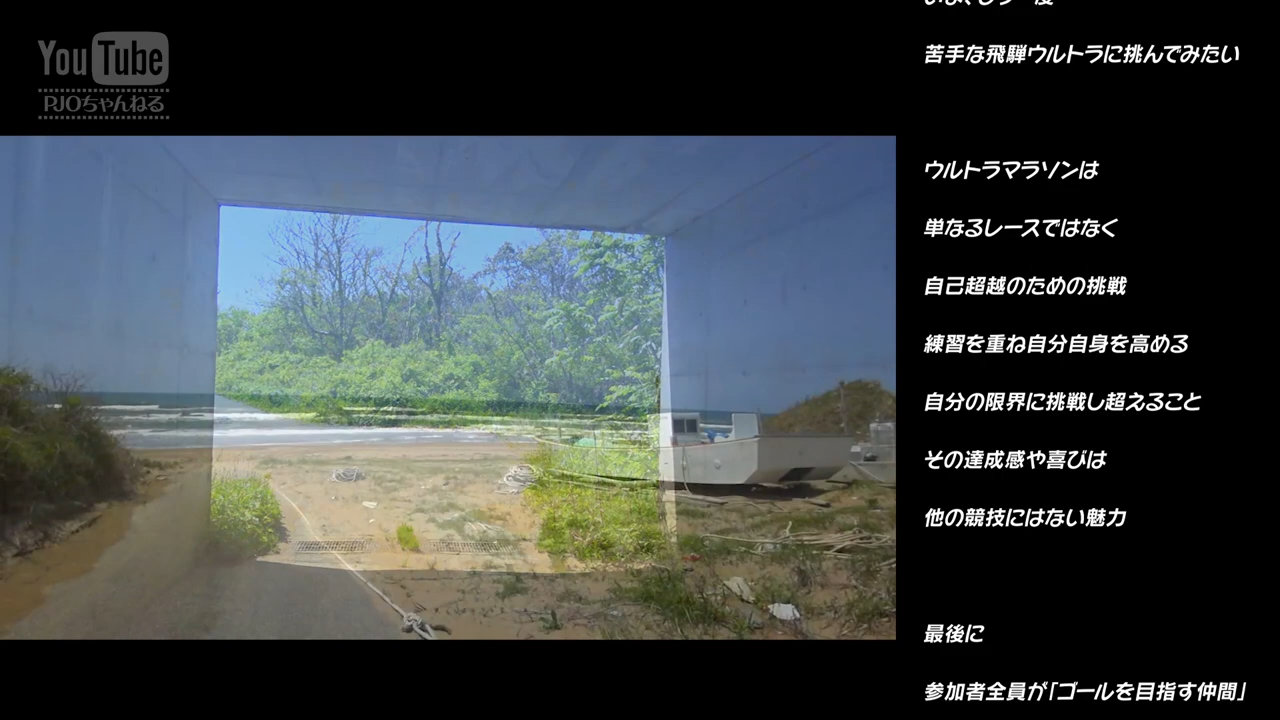 YouTube
RJOちゃんねる
苦手な飛騨ウルトラに挑んでみたい
ウルトラマラソンは
単なるレースではなく
自己超越のための挑戦
練習を重ね自分自身を高める
自分の限界に挑戦し超えること
その達成感や喜びは
他の競技にはない魅力
最後に
参加者全員が「ゴールを目指す仲間」